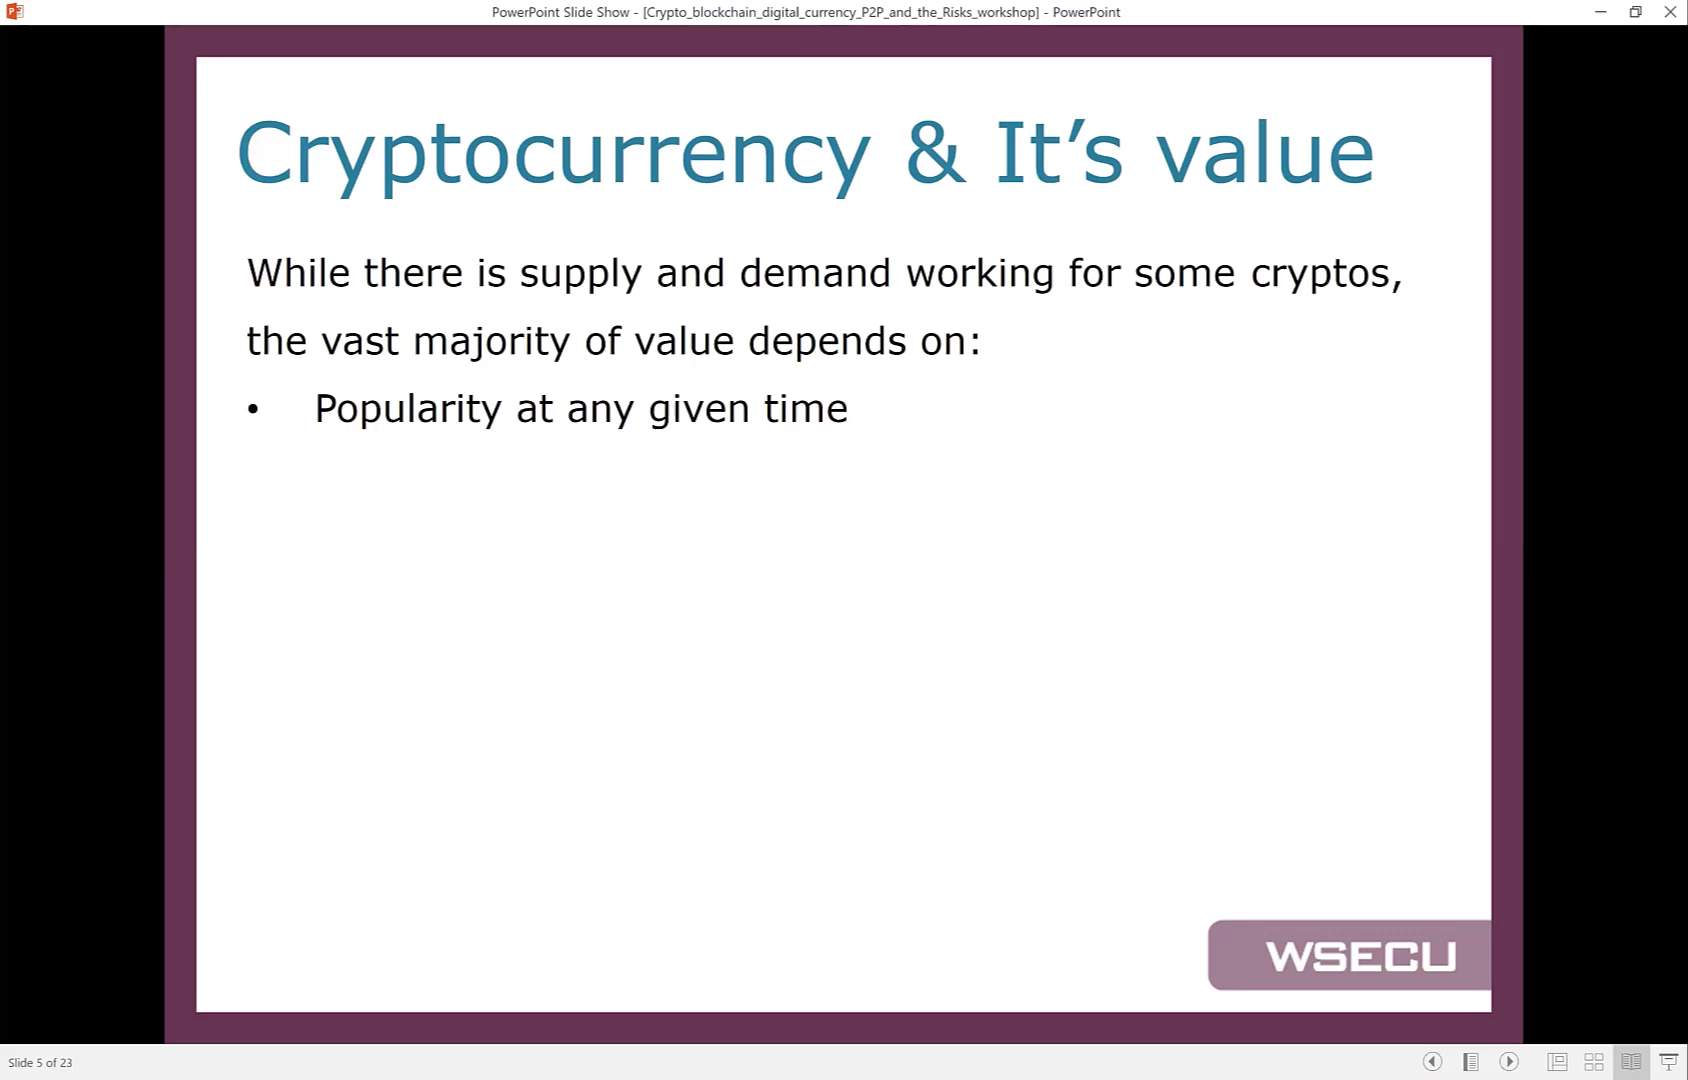 PowerPoint Slide Show - [Crypto_blockchain_digital_currency_P2P_and_the_Risks_workshop] - PowerPoint
Cryptocurrency & It’s value
While there is supply and demand working for some cryptos,
the vast majority of value depends on:
• Popularity at any given time
WSECU
Slide 5 of 23